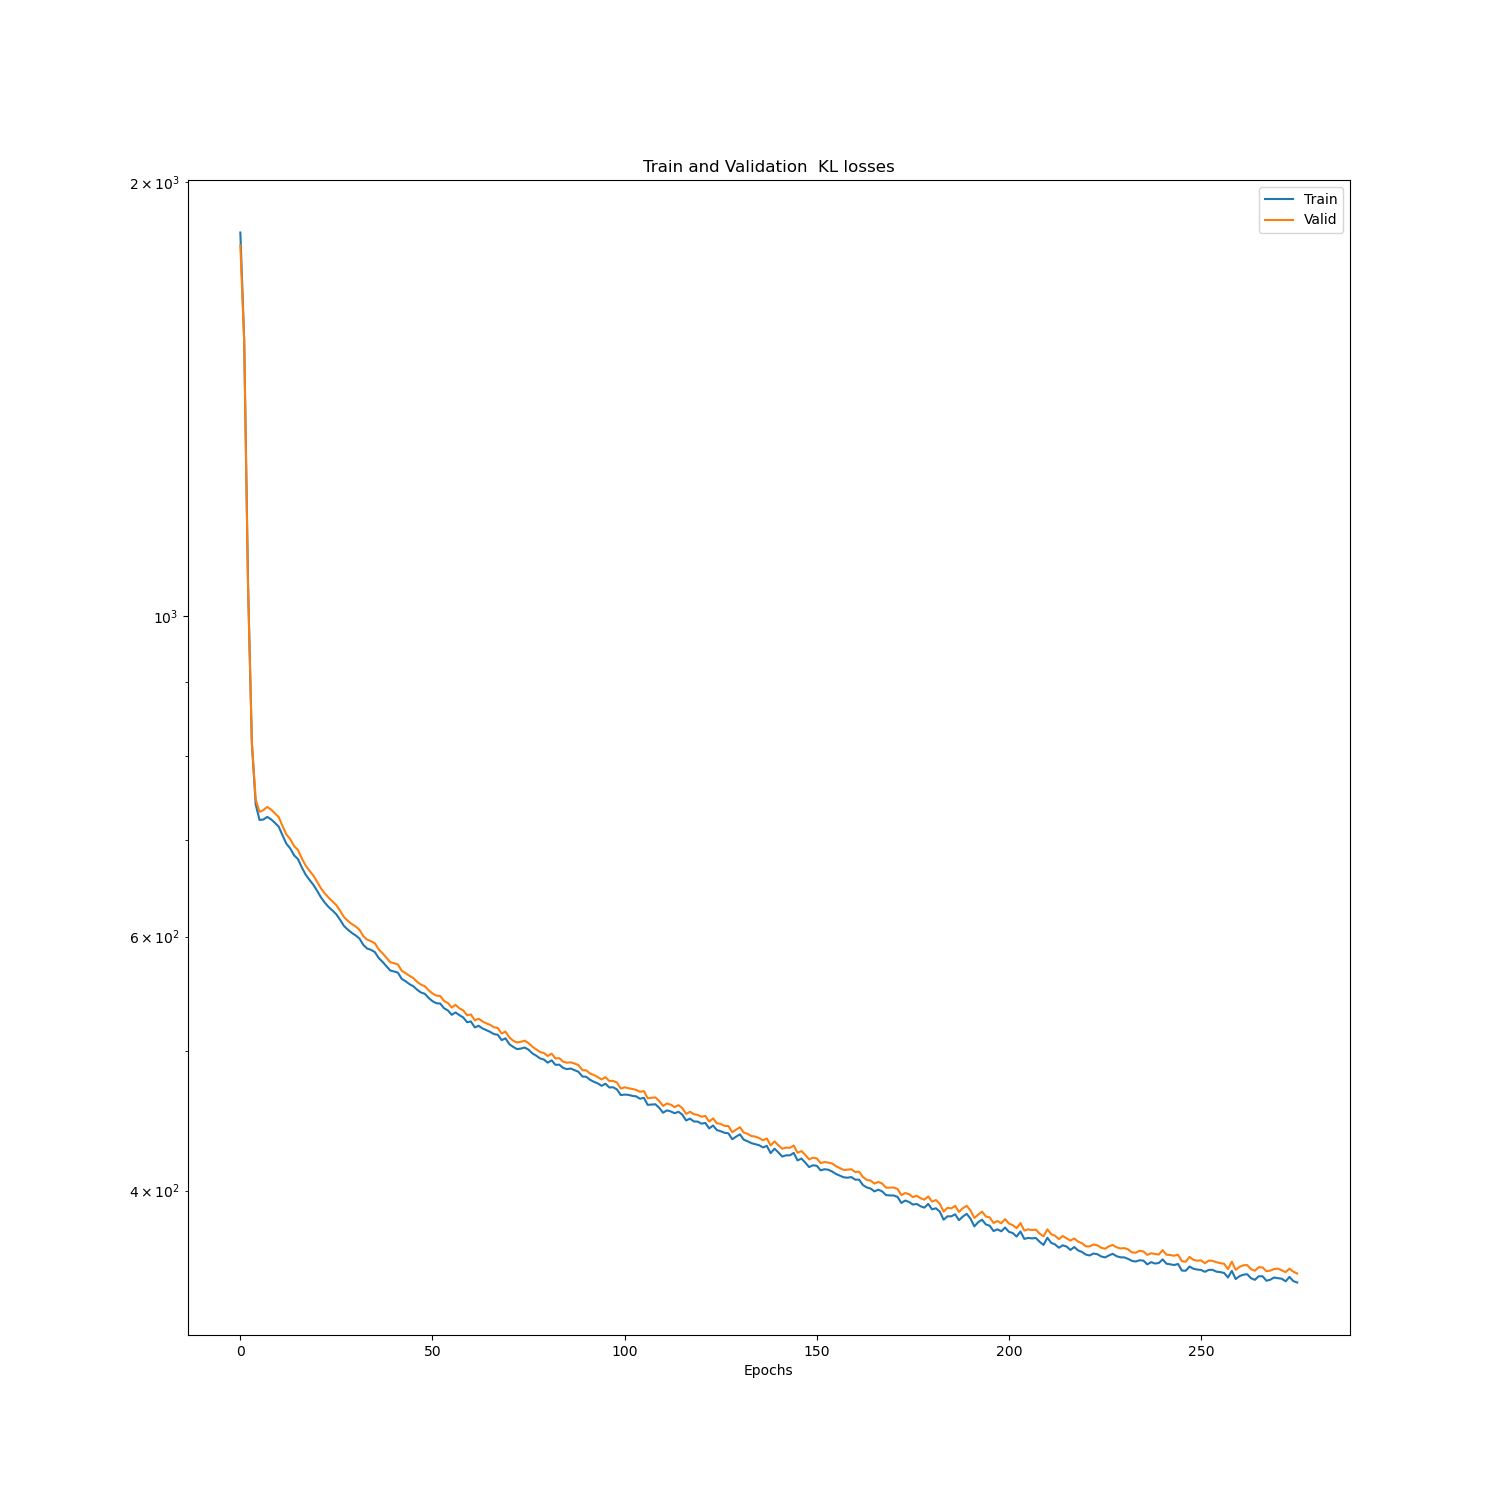 Train and Validation  KL losses
2 × 10³
Train
Valid
10³
6 × 10²
4 × 10²
0 50 100 150 200 250
Epochs